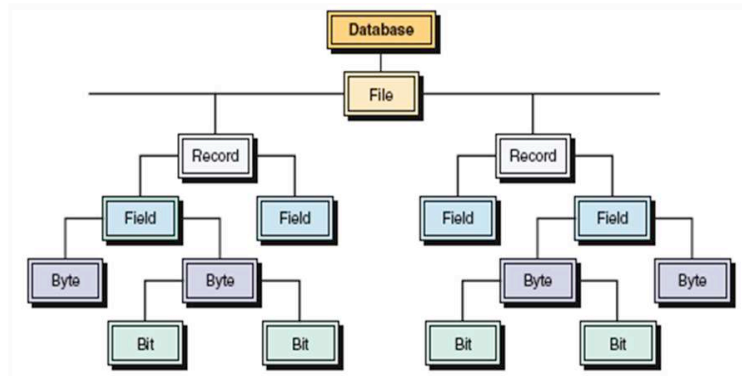 Database
File
Record Record
Field Field Field Field
Byte Byte Byte Byte
Bit Bit Bit Bit